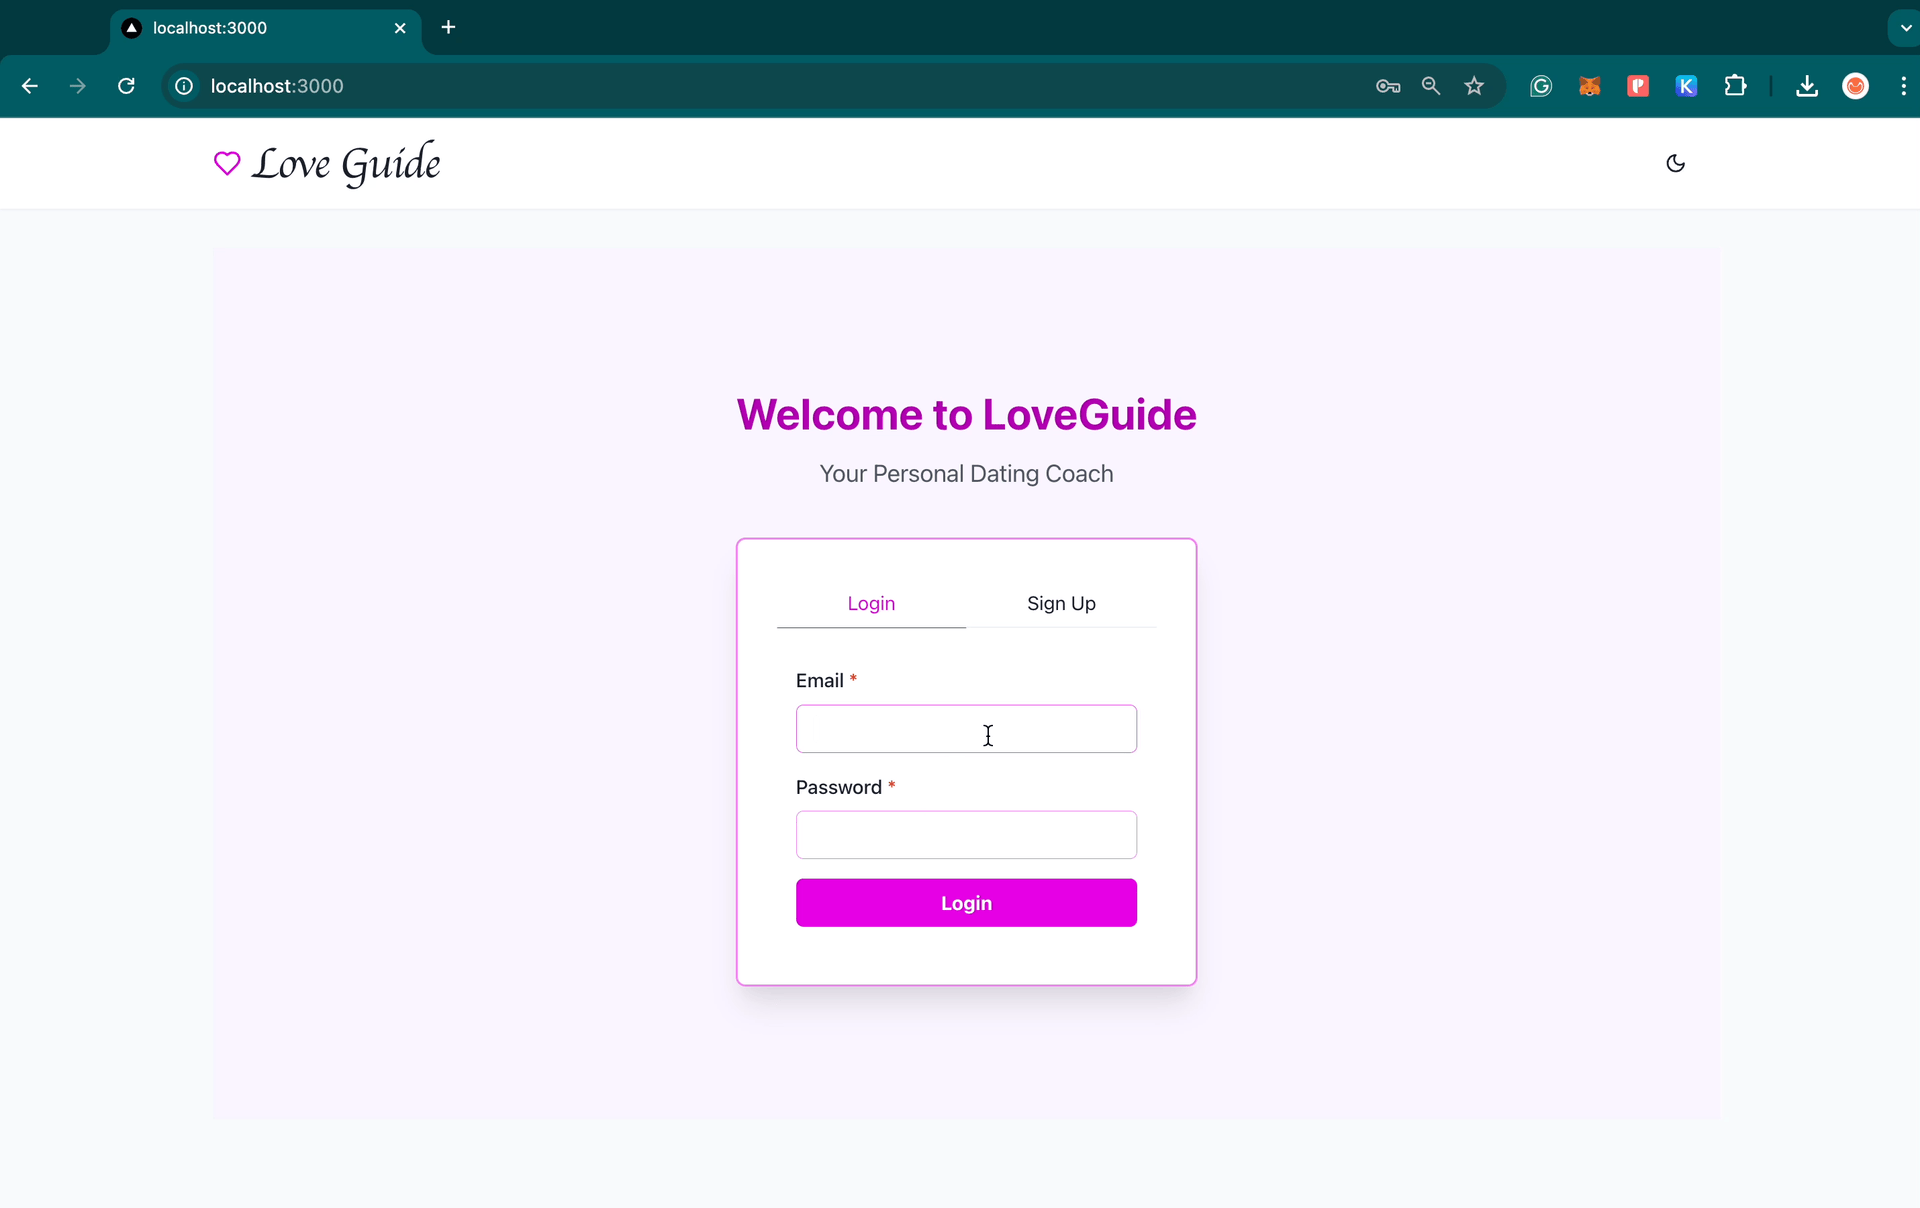 localhost:3000
localhost:3000
Love Guide
Welcome to LoveGuide
Your Personal Dating Coach
Login Sign Up
Email *
Password *
Login